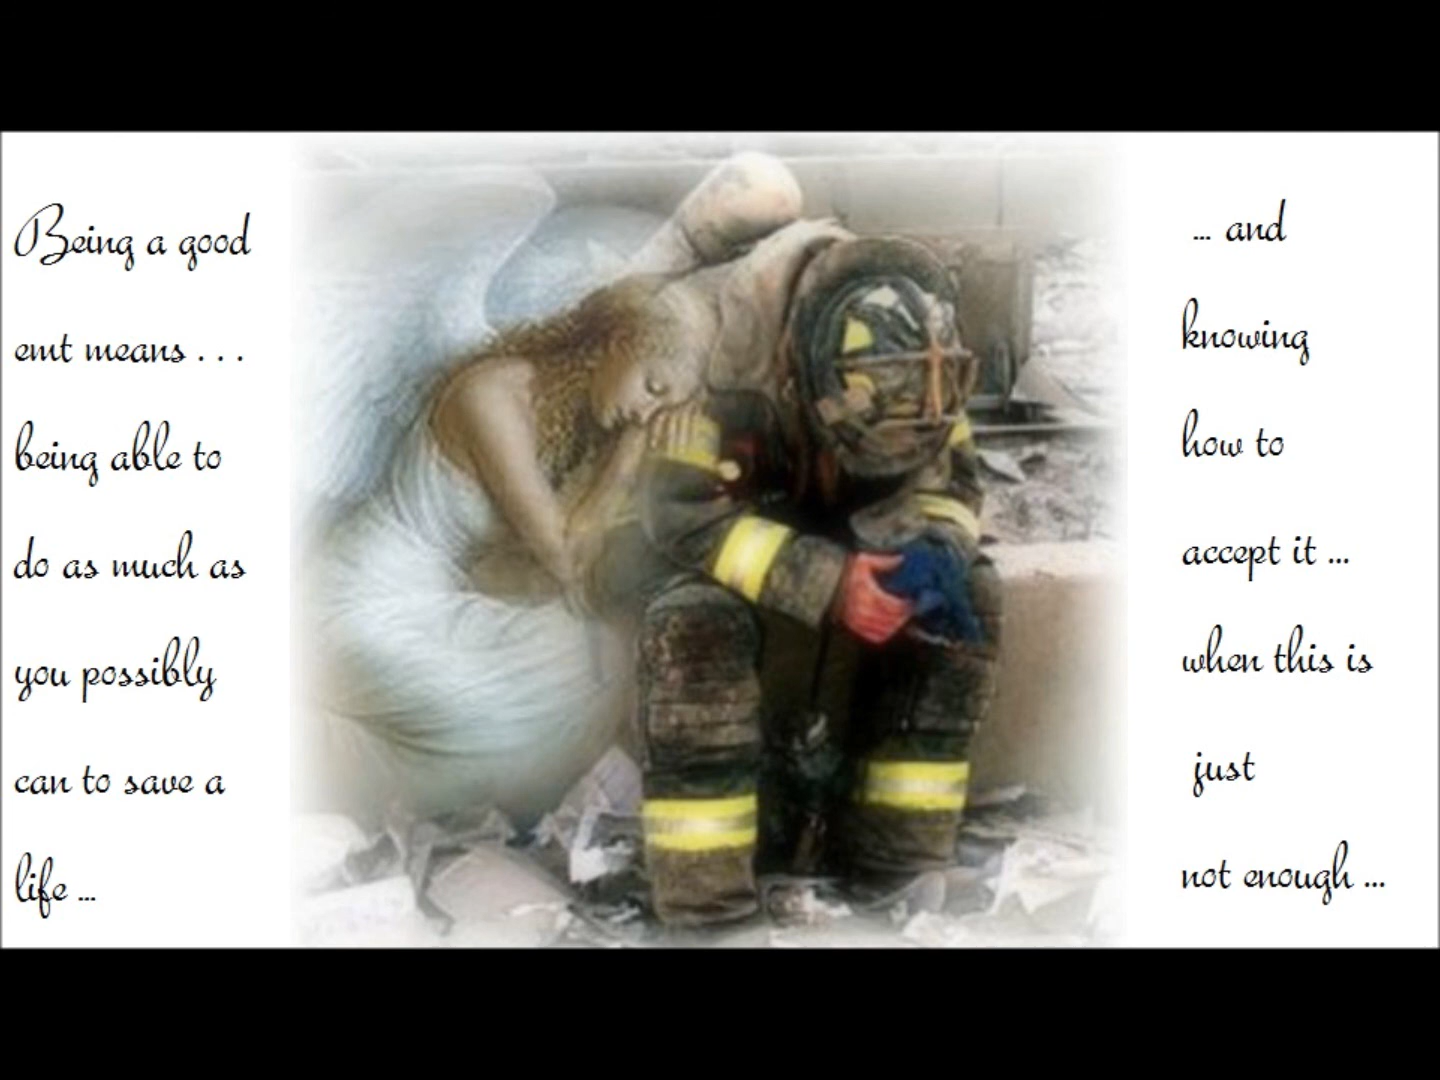 Being a good
emt means . . .
being able to
do as much as
you possibly
can to save a
life ...
... and
knowing
how to
accept it ...
when this is
just
not enough ...